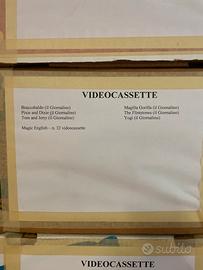 VIDEOCASSETTE
Braccobaldo (il Giornalino)
Pixie and Dixie (il Giornalino)
Tom and Jerry (il Giornalino)
Magilla Gorilla (il Giornalino)
The Flintstones (il Giornalino)
Yogi (il Giornalino)
Magic English - n. 32 videocassette
VIDEOCASSETTE
subito